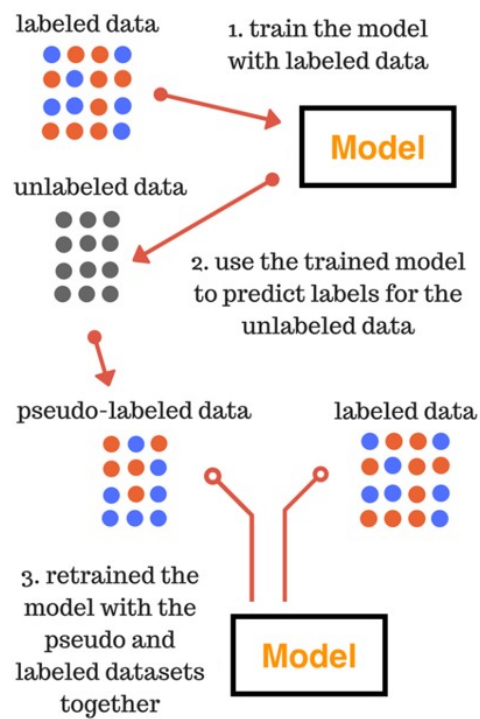 labeled data
1. train the model
with labeled data
Model
unlabeled data
2. use the trained model
to predict labels for the
unlabeled data
pseudo-labeled data
labeled data
3. retrained the
model with the
pseudo and
labeled datasets
together
Model